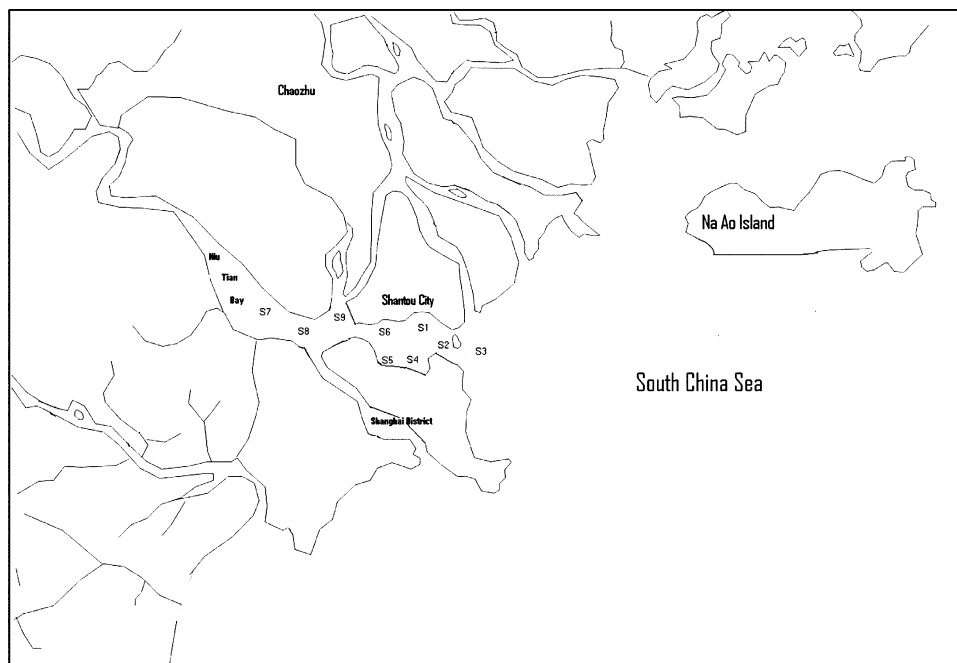 Chaozhu
Na Ao Island
Niu
Tian
Bay
Shantou City
S7
S9
S8
S6
S1
S2
S3
S5
S4
South China Sea
Shanghai District